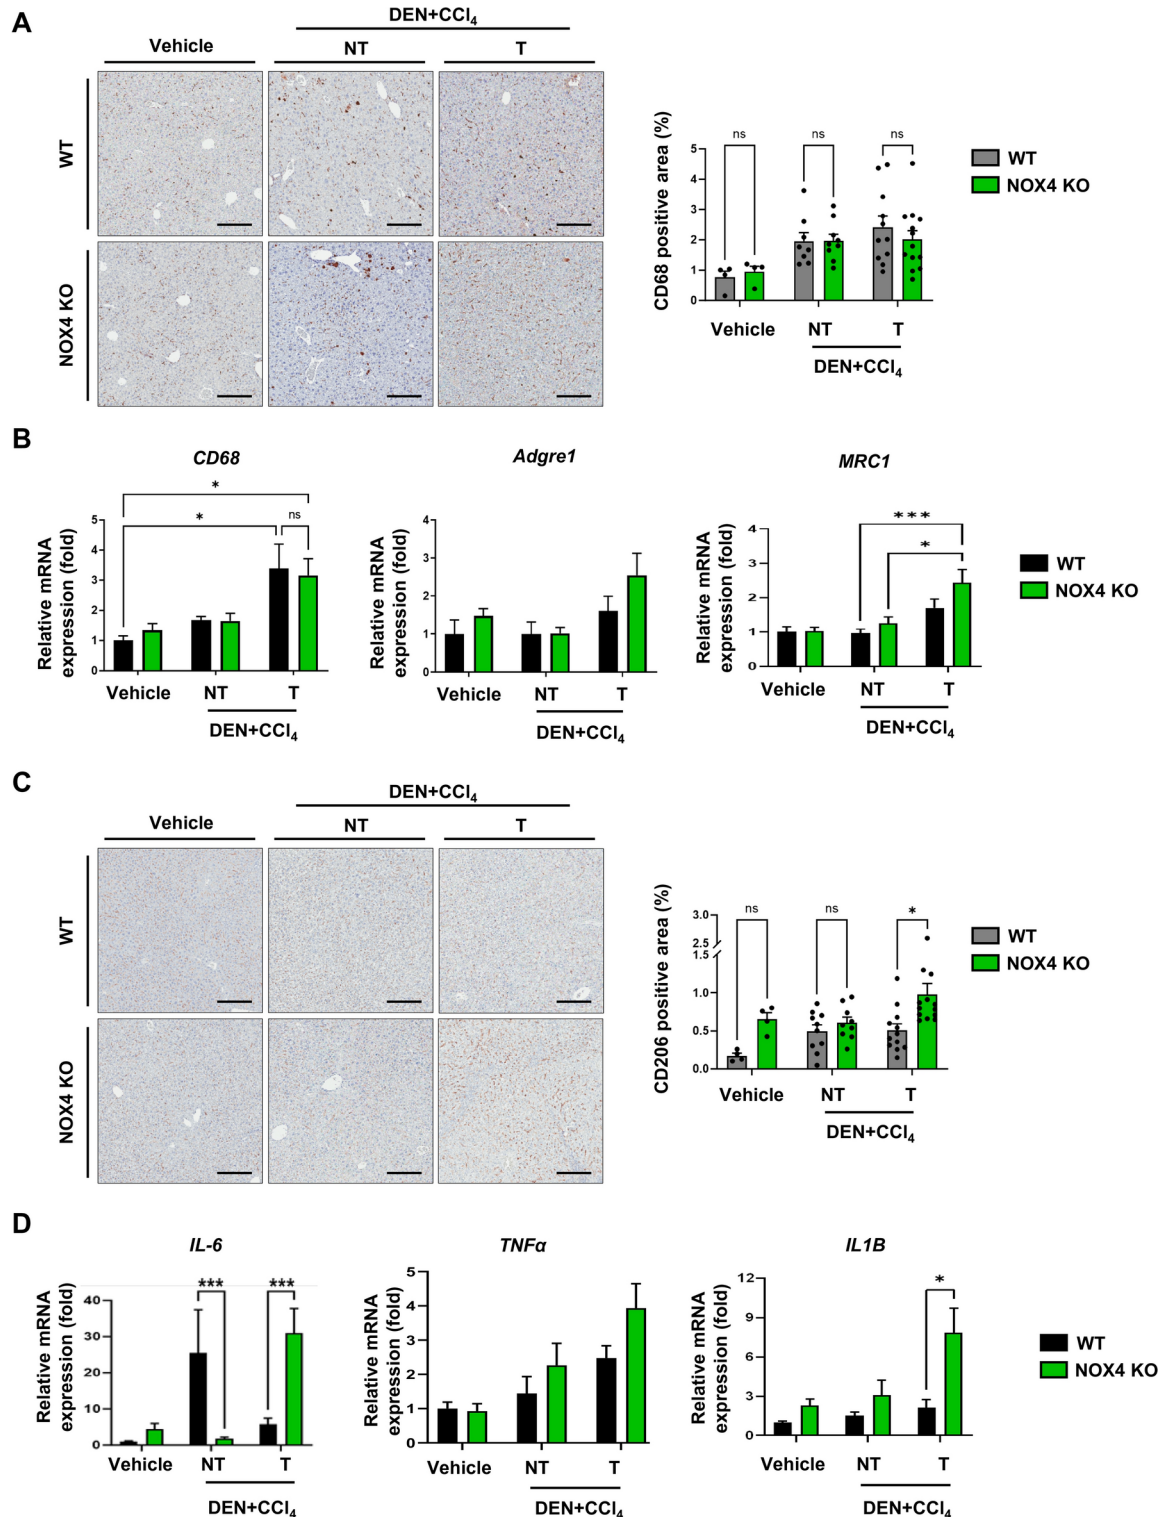 A
DEN+CCl4
Vehicle NT T
WT
NOX4 KO
CD68 positive area (%)
5
4
3
2
1
0
ns ns ns
Vehicle NT T
DEN+CCl4
WT
NOX4 KO
B
CD68
Relative mRNA
expression (fold)
5
4
3
2
1
0
*
*
ns
Vehicle NT T
DEN+CCl4
Adgre1
Relative mRNA
expression (fold)
4
3
2
1
0
Vehicle NT T
DEN+CCl4
MRC1
Relative mRNA
expression (fold)
4
3
2
1
0
***
*
Vehicle NT T
DEN+CCl4
WT
NOX4 KO
C
DEN+CCl4
Vehicle NT T
WT
NOX4 KO
CD206 positive area (%)
3.0
2.5
1.5
1.0
0.5
0.0
ns ns *
Vehicle NT T
DEN+CCl4
WT
NOX4 KO
D
IL-6
Relative mRNA
expression (fold)
40
30
20
10
0
*** ***
Vehicle NT T
DEN+CCl4
TNFα
Relative mRNA
expression (fold)
5
4
3
2
1
0
Vehicle NT T
DEN+CCl4
IL1B
Relative mRNA
expression (fold)
12
9
6
3
0
*
Vehicle NT T
DEN+CCl4
WT
NOX4 KO